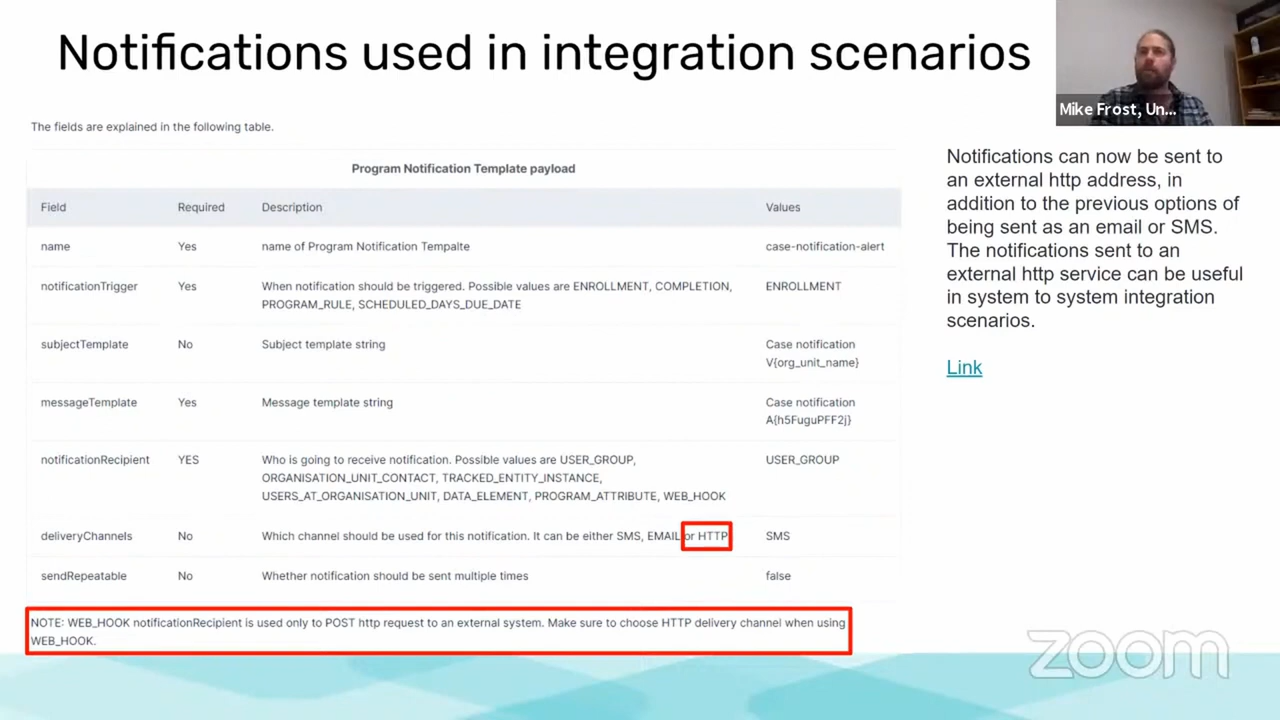 Notifications used in integration scenarios
Mike Frost, Un...
The fields are explained in the following table.
Program Notification Template payload
Field Required Description Values
name Yes name of Program Notification Tempalte case-notification-alert
notificationTrigger Yes When notification should be triggered. Possible values are ENROLLMENT, COMPLETION, ENROLLMENT
PROGRAM_RULE, SCHEDULED_DAYS_DUE_DATE
subjectTemplate No Subject template string Case notification
V{org_unit_name}
messageTemplate Yes Message template string Case notification
A{h5FuguPFF2j}
notificationRecipient YES Who is going to receive notification. Possible values are USER_GROUP, USER_GROUP
ORGANISATION_UNIT_CONTACT, TRACKED_ENTITY_INSTANCE,
USERS_AT_ORGANISATION_UNIT, DATA_ELEMENT, PROGRAM_ATTRIBUTE, WEB_HOOK
deliveryChannels No Which channel should be used for this notification. It can be either SMS, EMAIL or HTTP SMS
sendRepeatable No Whether notification should be sent multiple times false
NOTE: WEB_HOOK notificationRecipient is used only to POST http request to an external system. Make sure to choose HTTP delivery channel when using
WEB_HOOK.
Notifications can now be sent to
an external http address, in
addition to the previous options of
being sent as an email or SMS.
The notifications sent to an
external http service can be useful
in system to system integration
scenarios.
Link
zoom